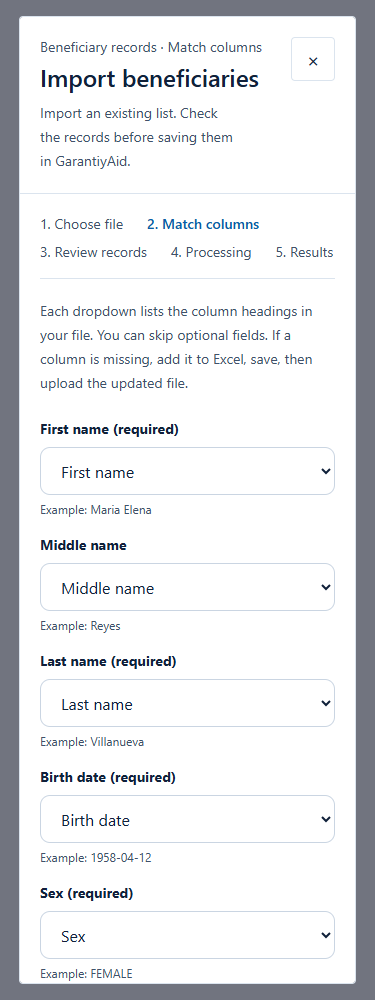 Beneficiary records · Match columns
×
Import beneficiaries
Import an existing list. Check
the records before saving them
in GarantiyAid.
1. Choose file 2. Match columns
3. Review records 4. Processing 5. Results
Each dropdown lists the column headings in
your file. You can skip optional fields. If a
column is missing, add it to Excel, save, then
upload the updated file.
First name (required)
First name
Example: Maria Elena
Middle name
Middle name
Example: Reyes
Last name (required)
Last name
Example: Villanueva
Birth date (required)
Birth date
Example: 1958-04-12
Sex (required)
Sex
Example: FEMALE